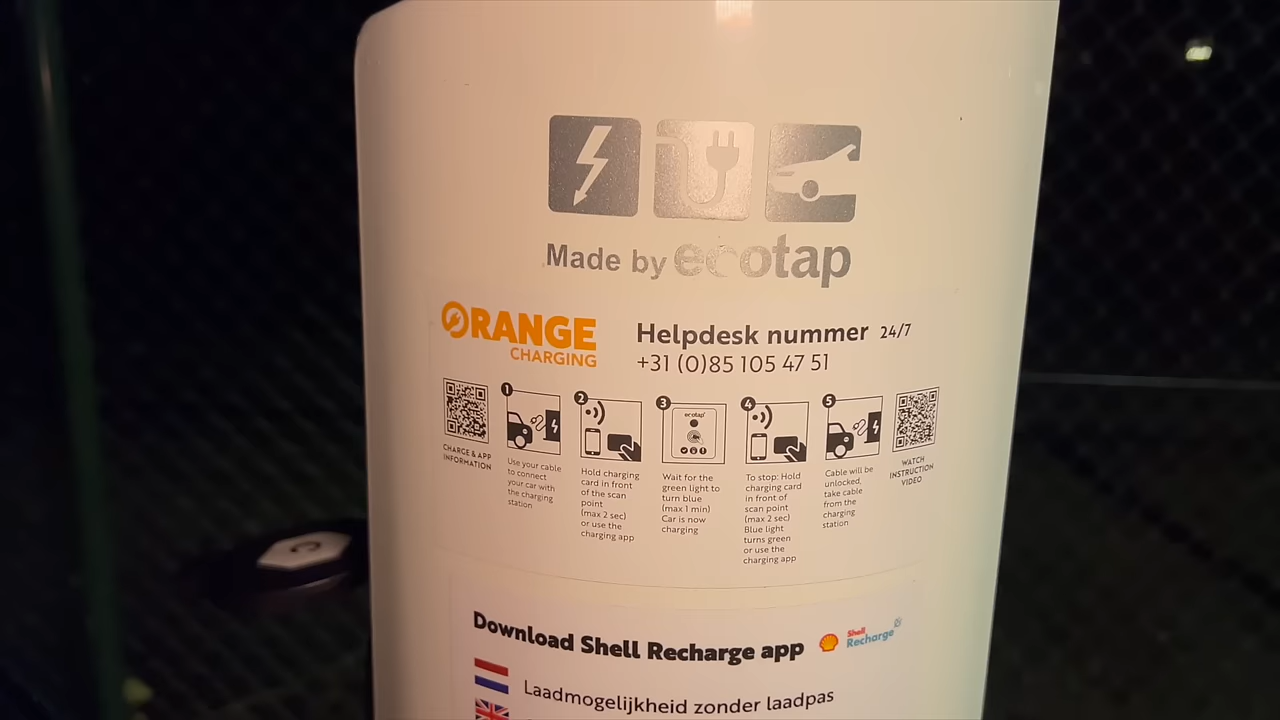 Made by ecotap
ORANGE
CHARGING
Helpdesk nummer 24/7
+31 (0)85 105 47 51
CHARGE & APP
INFORMATION
1
Use your cable
to connect
your car with
the charging
station
2
Hold charging
card in front
of the scan
point
(max 2 sec)
or use the
charging app
3
ecotap
Wait for the
green light to
turn blue
(max 1 min)
Car is now
charging
4
To stop: Hold
charging card
in front of
scan point
(max 2 sec)
Blue light
turns green
or use the
charging app
5
Cable will be
unlocked,
take cable
from the
charging
station
WATCH
INSTRUCTION
VIDEO
Download Shell Recharge app
Shell
Recharge
Laadmogelijkheid zonder laadpas